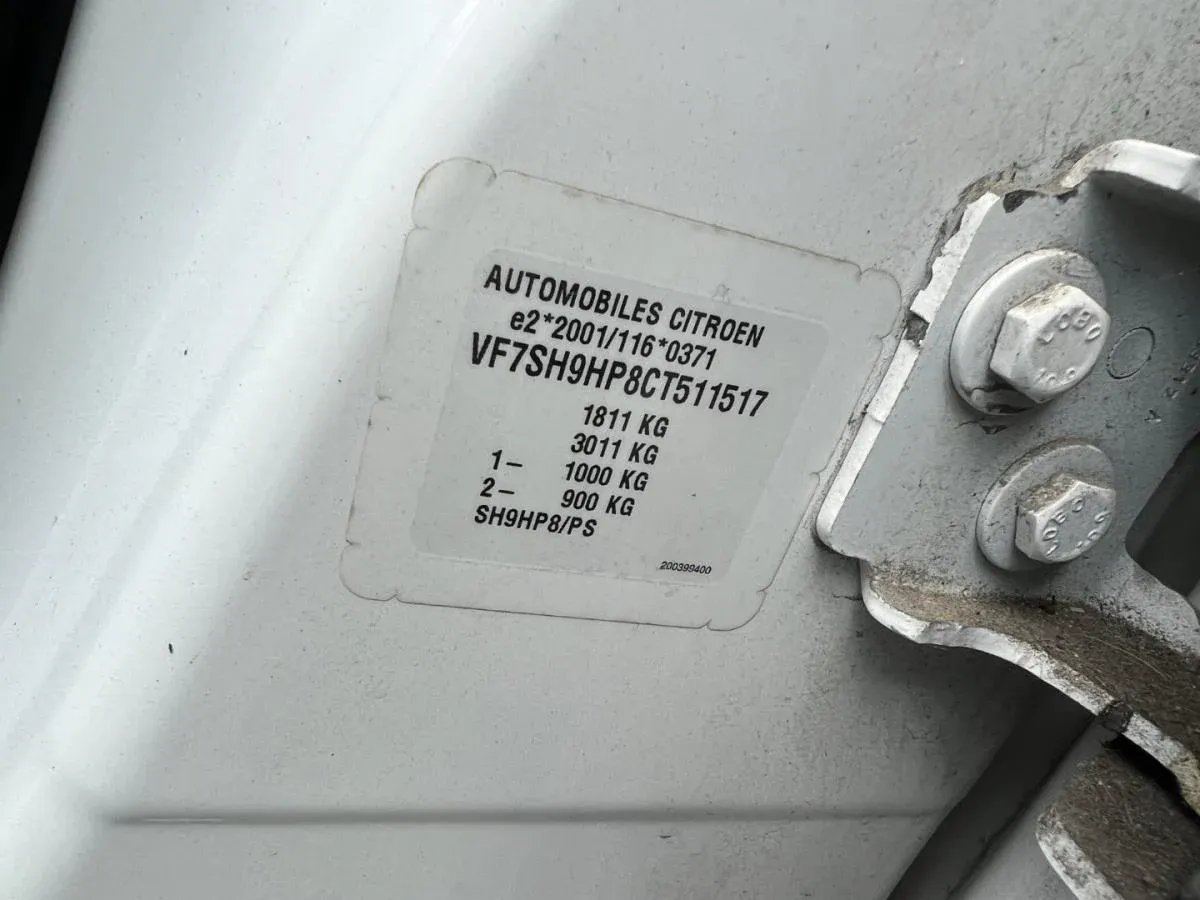 AUTOMOBILES CITROEN
e2*2001/116*0371
VF7SH9HP8CT511517
1811 KG
3011 KG
1– 1000 KG
2– 900 KG
SH9HP8/PS
200399400